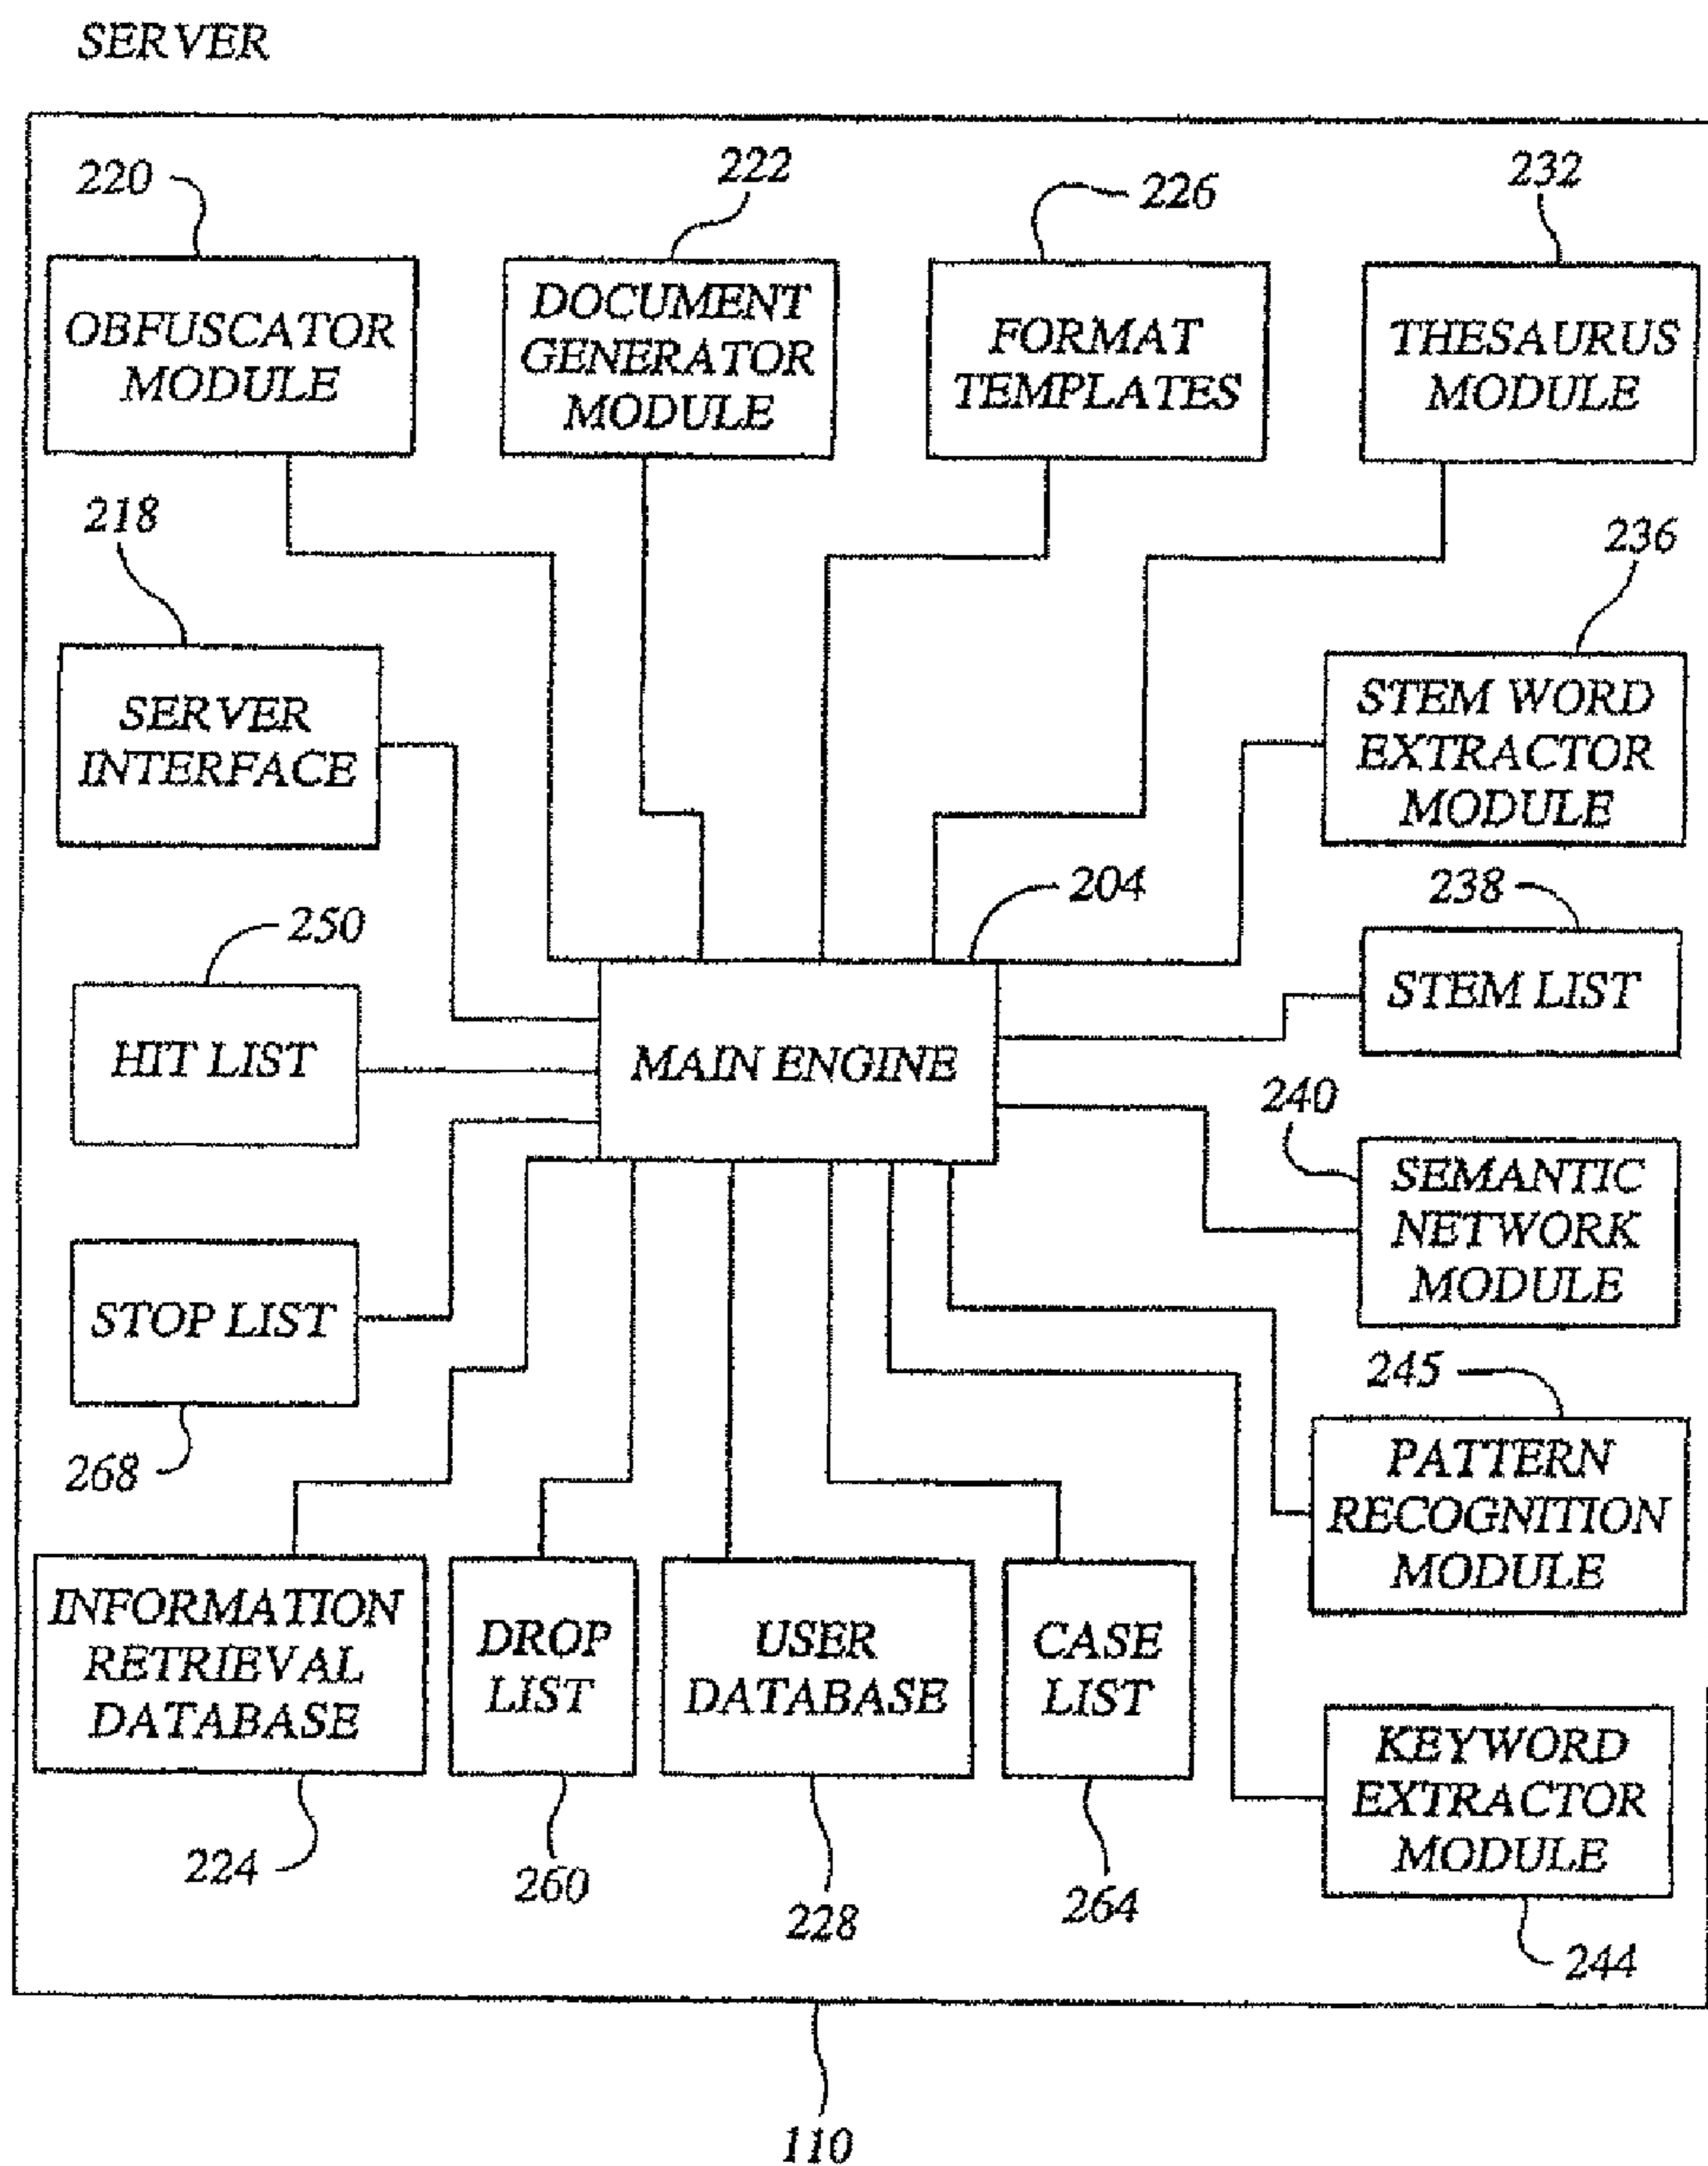 SERVER
220
222
226
232
OBFUSCATOR
MODULE
DOCUMENT
GENERATOR
MODULE
FORMAT
TEMPLATES
THESAURUS
MODULE
218
236
SERVER
INTERFACE
STEM WORD
EXTRACTOR
MODULE
204
238
250
STEM LIST
HIT LIST
MAIN ENGINE
240
SEMANTIC
NETWORK
MODULE
STOP LIST
268
245
PATTERN
RECOGNITION
MODULE
INFORMATION
RETRIEVAL
DATABASE
DROP
LIST
USER
DATABASE
CASE
LIST
KEYWORD
EXTRACTOR
MODULE
224
260
228
264
244
110